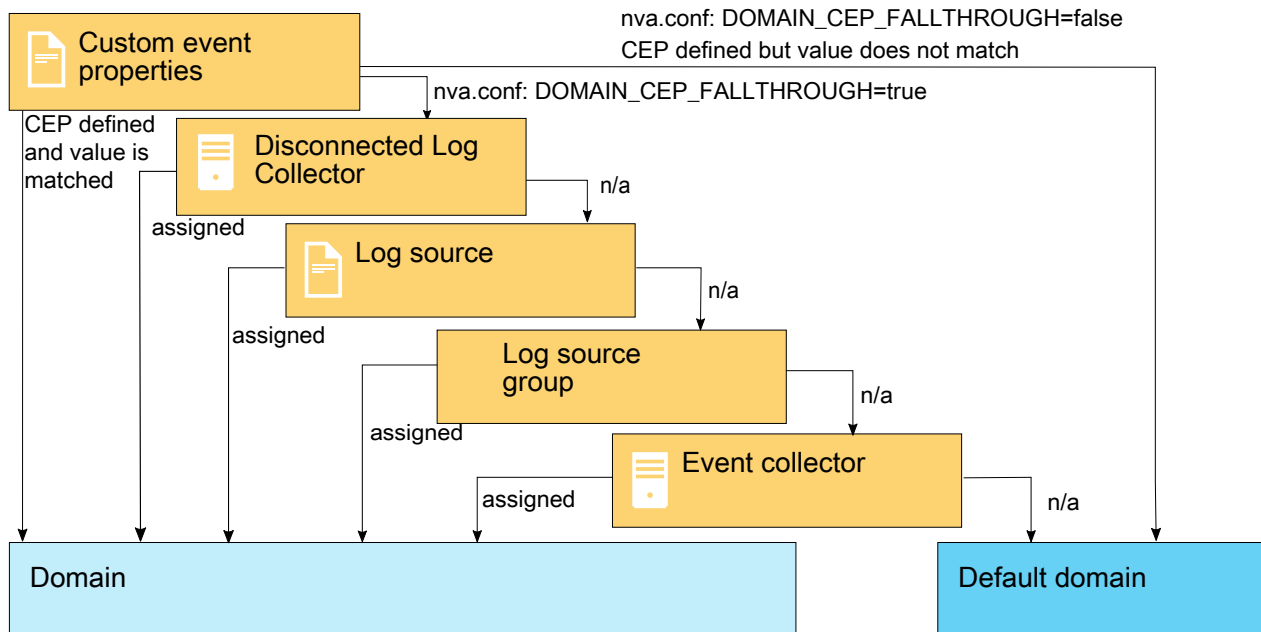 nva.conf: DOMAIN_CEP_FALLTHROUGH=false
CEP defined but value does not match
Custom event
properties
nva.conf: DOMAIN_CEP_FALLTHROUGH=true
CEP defined
and value is
matched
Disconnected Log
Collector
n/a
assigned
Log source
n/a
assigned
Log source
group
n/a
assigned
Event collector
assigned
n/a
Domain
Default domain